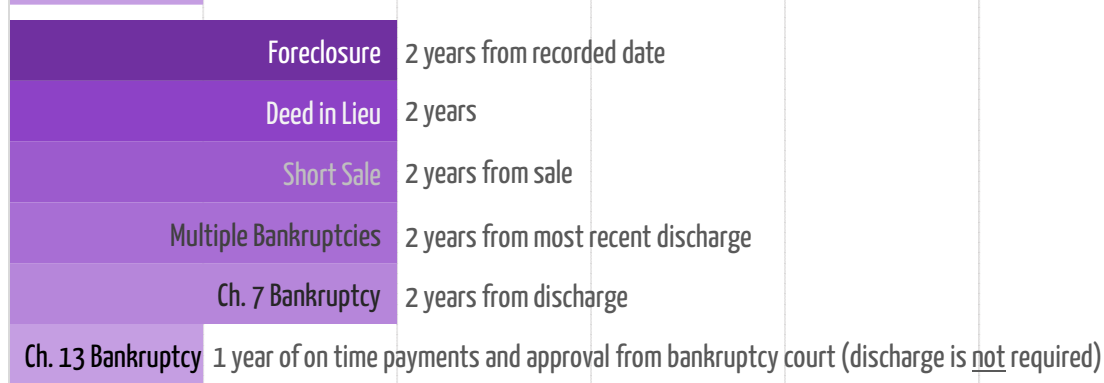 Foreclosure 2 years from recorded date
Deed in Lieu 2 years
Short Sale 2 years from sale
Multiple Bankruptcies 2 years from most recent discharge
Ch. 7 Bankruptcy 2 years from discharge
Ch. 13 Bankruptcy 1 year of on time payments and approval from bankruptcy court (discharge is not required)